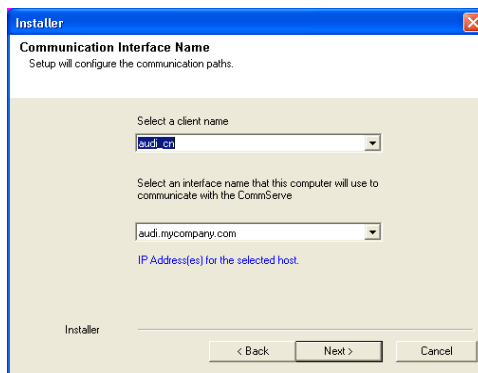 Installer
Communication Interface Name
Setup will configure the communication paths.
Select a client name
audi_cn
Select an interface name that this computer will use to
communicate with the CommServe
audi.mycompany.com
IP Address(es) for the selected host.
Installer
< Back
Next >
Cancel